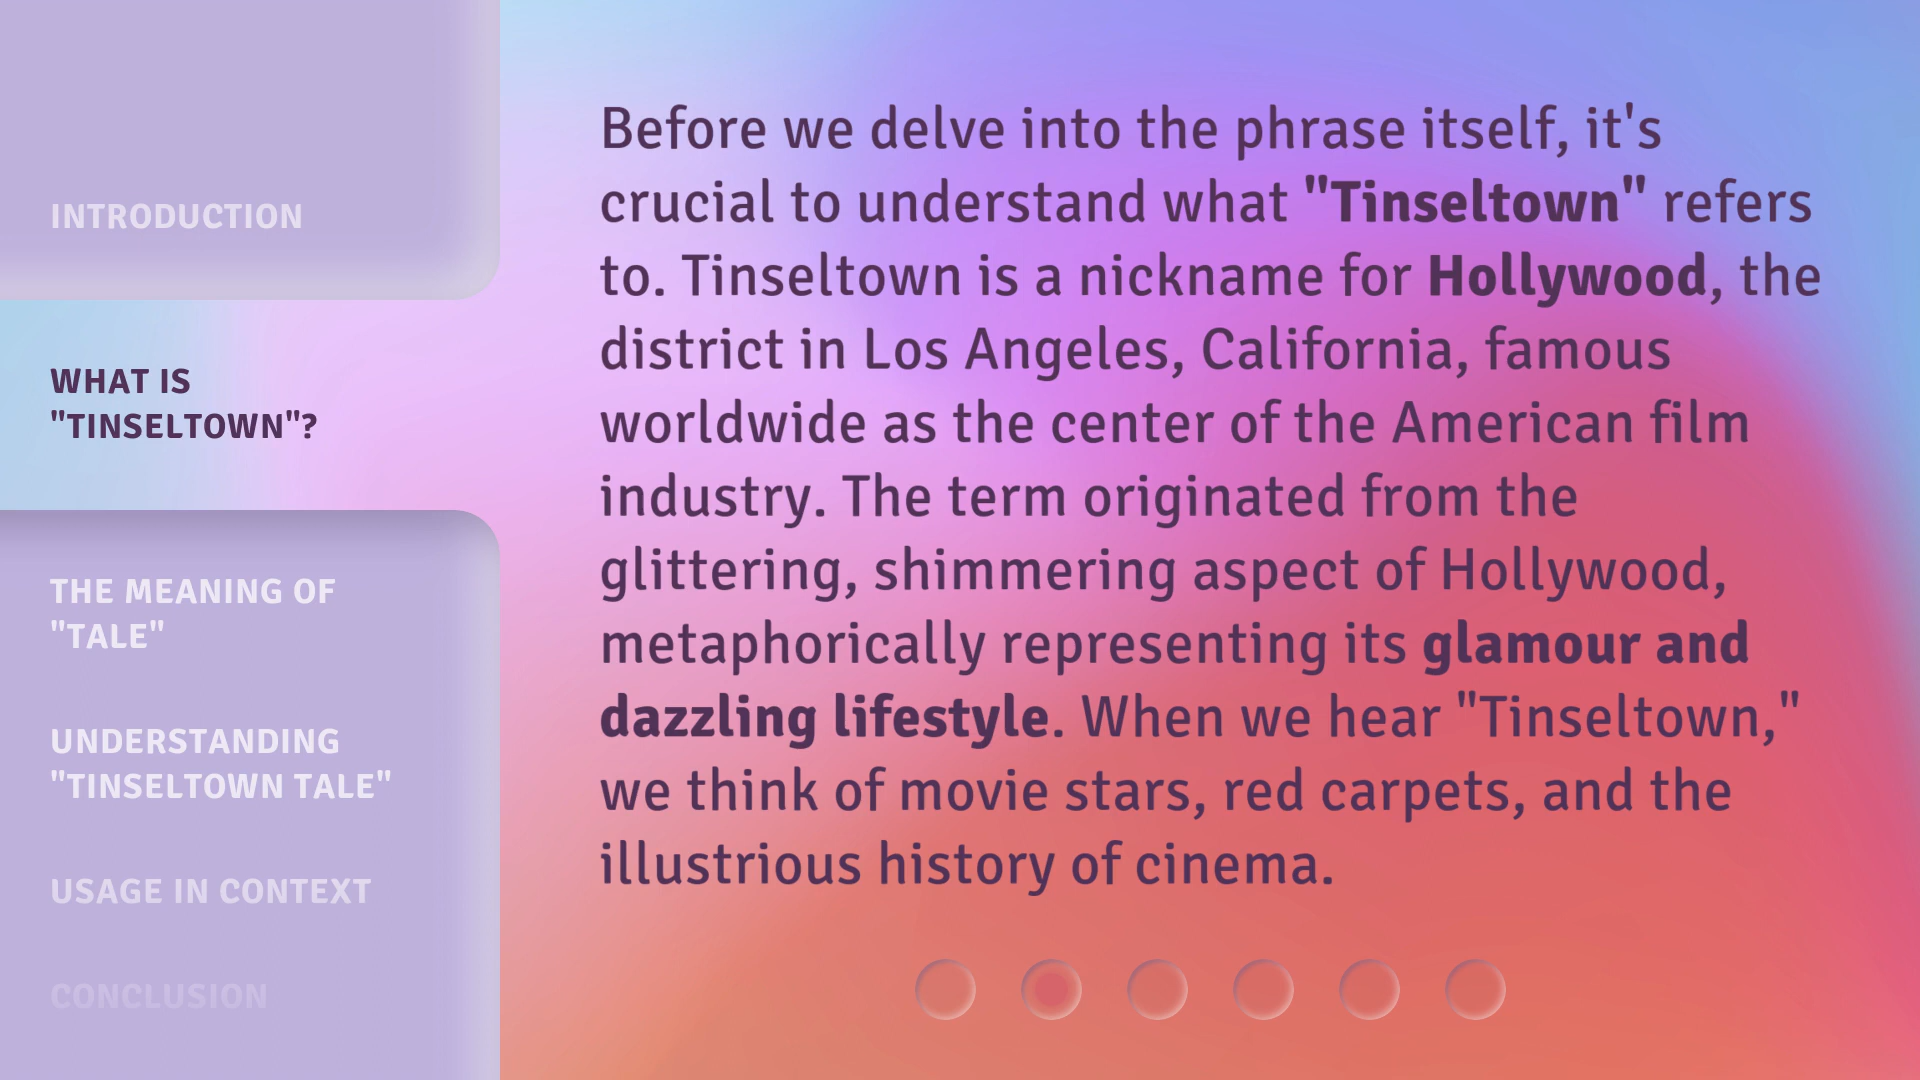 INTRODUCTION
WHAT IS
"TINSELTOWN"?
THE MEANING OF
"TALE"
UNDERSTANDING
"TINSELTOWN TALE"
USAGE IN CONTEXT
CONCLUSION
Before we delve into the phrase itself, it's
crucial to understand what "Tinseltown" refers
to. Tinseltown is a nickname for Hollywood, the
district in Los Angeles, California, famous
worldwide as the center of the American film
industry. The term originated from the
glittering, shimmering aspect of Hollywood,
metaphorically representing its glamour and
dazzling lifestyle. When we hear "Tinseltown,"
we think of movie stars, red carpets, and the
illustrious history of cinema.